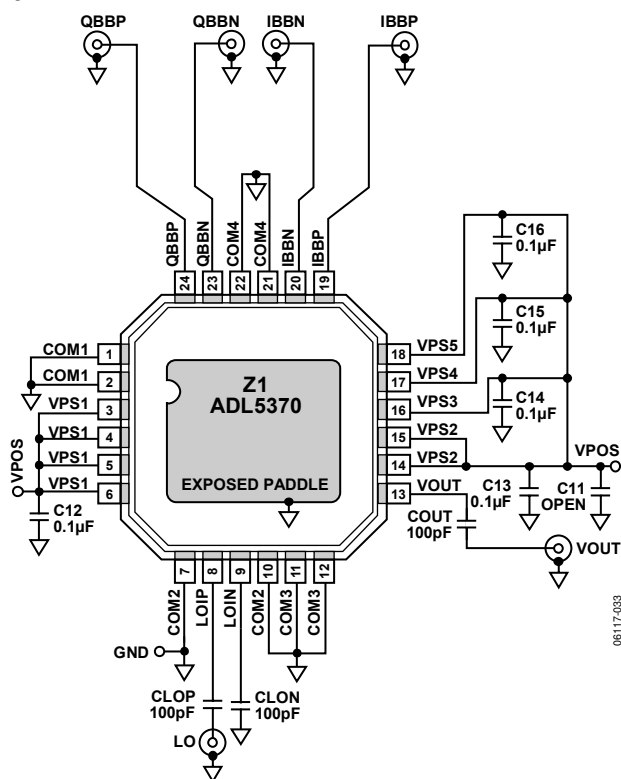 QBBP
QBBN
IBBN
IBBP
QBBP
QBBN
COM4
COM4
IBBN
IBBP
24
23
22
21
20
19
C16
0.1µF
C15
0.1µF
C14
0.1µF
COM1
1
COM1
2
VPS1
3
VPS1
4
VPS1
5
VPS1
6
VPOS
C12
0.1µF
Z1
ADL5370
EXPOSED PADDLE
18
VPS5
17
VPS4
16
VPS3
15
VPS2
14
VPS2
13
VOUT
VPOS
C13
0.1µF
C11
OPEN
COUT
100pF
VOUT
7
8
9
10
11
12
COM2
LOIP
LOIN
COM2
COM3
COM3
GND
CLOP
100pF
CLON
100pF
LO
06117-033